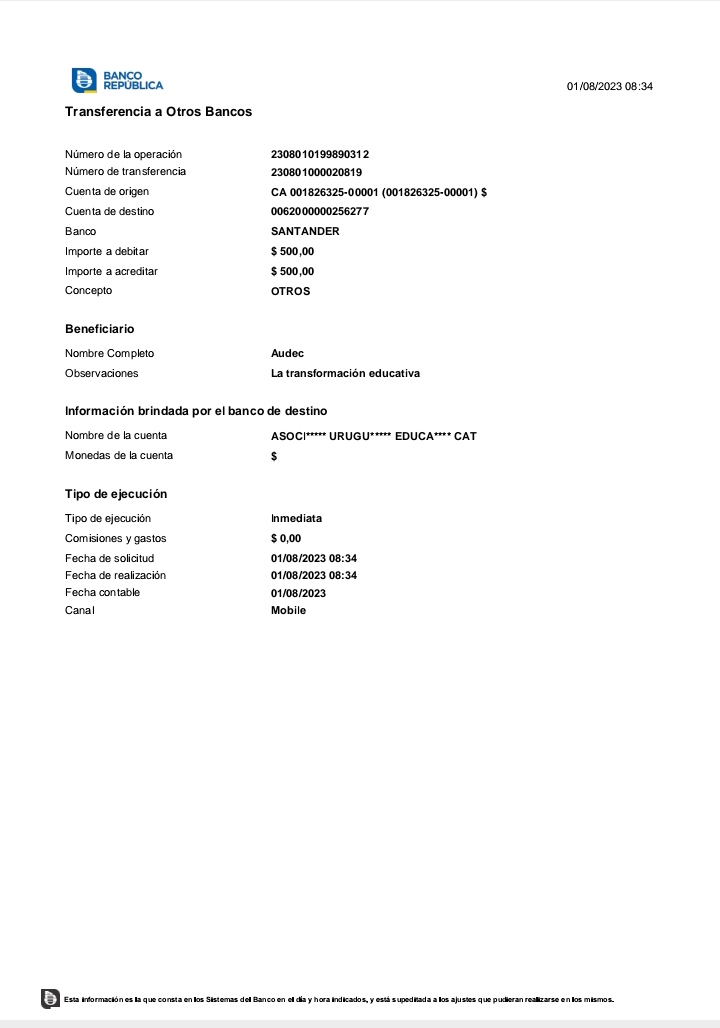 BANCO
REPÚBLICA
01/08/2023 08:34
Transferencia a Otros Bancos
Número de la operación 2308010199890312
Número de transferencia 230801000020819
Cuenta de origen CA 001826325-00001 (001826325-00001) $
Cuenta de destino 0062000000256277
Banco SANTANDER
Importe a debitar $ 500,00
Importe a acreditar $ 500,00
Concepto OTROS
Beneficiario
Nombre Completo Audec
Observaciones La transformación educativa
Información brindada por el banco de destino
Nombre de la cuenta ASOCI***** URUGU***** EDUCA**** CAT
Monedas de la cuenta $
Tipo de ejecución
Tipo de ejecución Inmediata
Comisiones y gastos $ 0,00
Fecha de solicitud 01/08/2023 08:34
Fecha de realización 01/08/2023 08:34
Fecha contable 01/08/2023
Canal Mobile
Esta información es la que consta en los Sistemas del Banco en el día y hora indicados, y está supeditada a los ajustes que pudieran realizarse en los mismos.